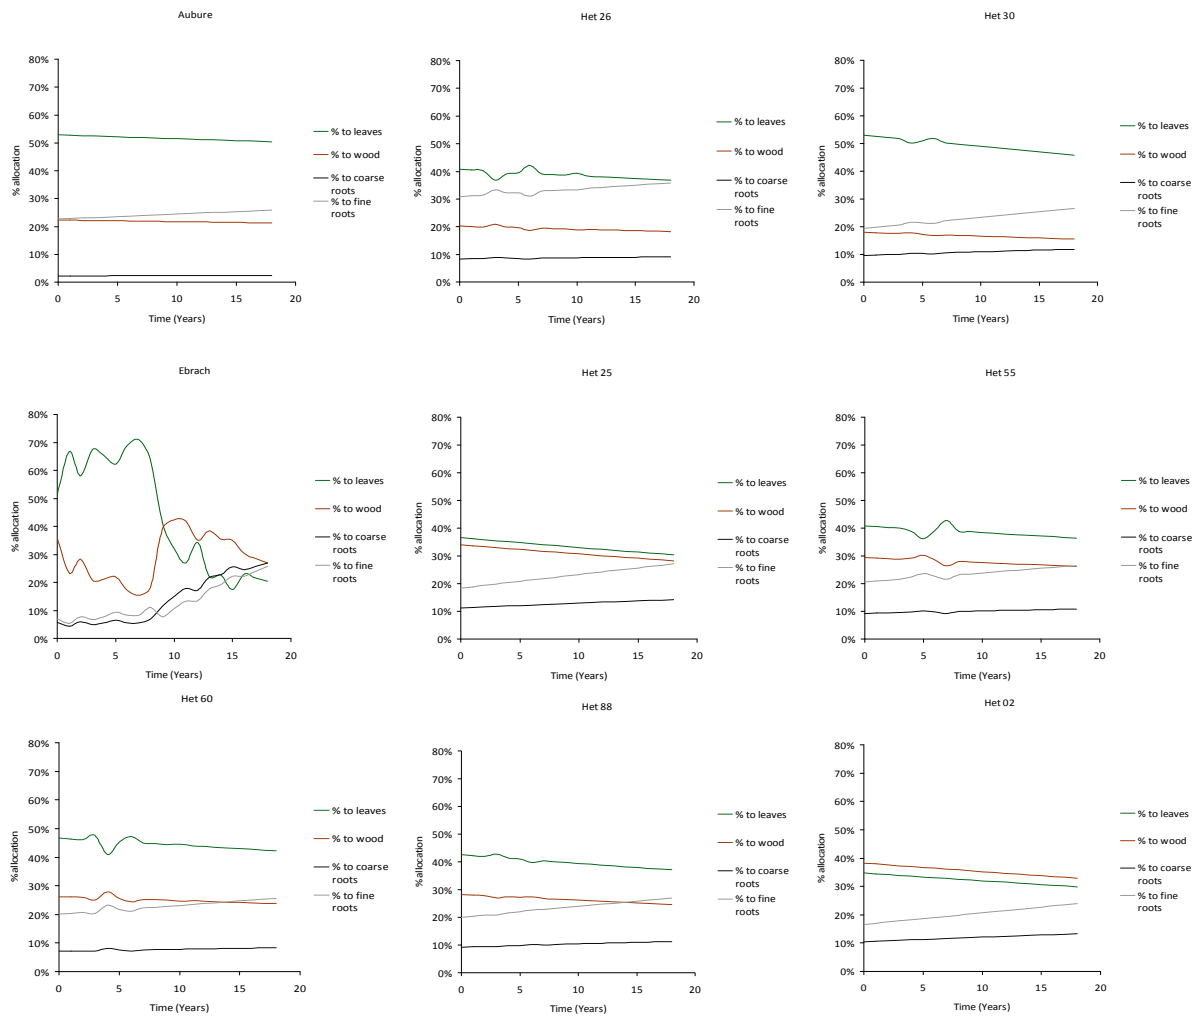 Aubure
80%
70%
60%
50%
40%
30%
20%
10%
0%
% allocation
0 5 10 15 20
Time (Years)
% to leaves
% to wood
% to coarse
roots
% to fine
roots
Het 26
80%
70%
60%
50%
40%
30%
20%
10%
0%
% allocation
0 5 10 15 20
Time (Years)
% to leaves
% to wood
% to coarse
roots
% to fine
roots
Het 30
80%
70%
60%
50%
40%
30%
20%
10%
0%
% allocation
0 5 10 15 20
Time (Years)
% to leaves
% to wood
% to coarse
roots
% to fine
roots
Ebrach
80%
70%
60%
50%
40%
30%
20%
10%
0%
% allocation
0 5 10 15 20
Time (Years)
% to leaves
% to wood
% to coarse
roots
% to fine
roots
Het 25
80%
70%
60%
50%
40%
30%
20%
10%
0%
% allocation
0 5 10 15 20
Time (Years)
% to leaves
% to wood
% to coarse
roots
% to fine
roots
Het 55
80%
70%
60%
50%
40%
30%
20%
10%
0%
% allocation
0 5 10 15 20
Time (Years)
% to leaves
% to wood
% to coarse
roots
% to fine
roots
Het 60
80%
70%
60%
50%
40%
30%
20%
10%
0%
% allocation
0 5 10 15 20
Time (Years)
% to leaves
% to wood
% to coarse
roots
% to fine
roots
Het 88
80%
70%
60%
50%
40%
30%
20%
10%
0%
% allocation
0 5 10 15 20
Time (Years)
% to leaves
% to wood
% to coarse
roots
% to fine
roots
Het 02
80%
70%
60%
50%
40%
30%
20%
10%
0%
% allocation
0 5 10 15 20
Time (Years)
% to leaves
% to wood
% to coarse
roots
% to fine
roots